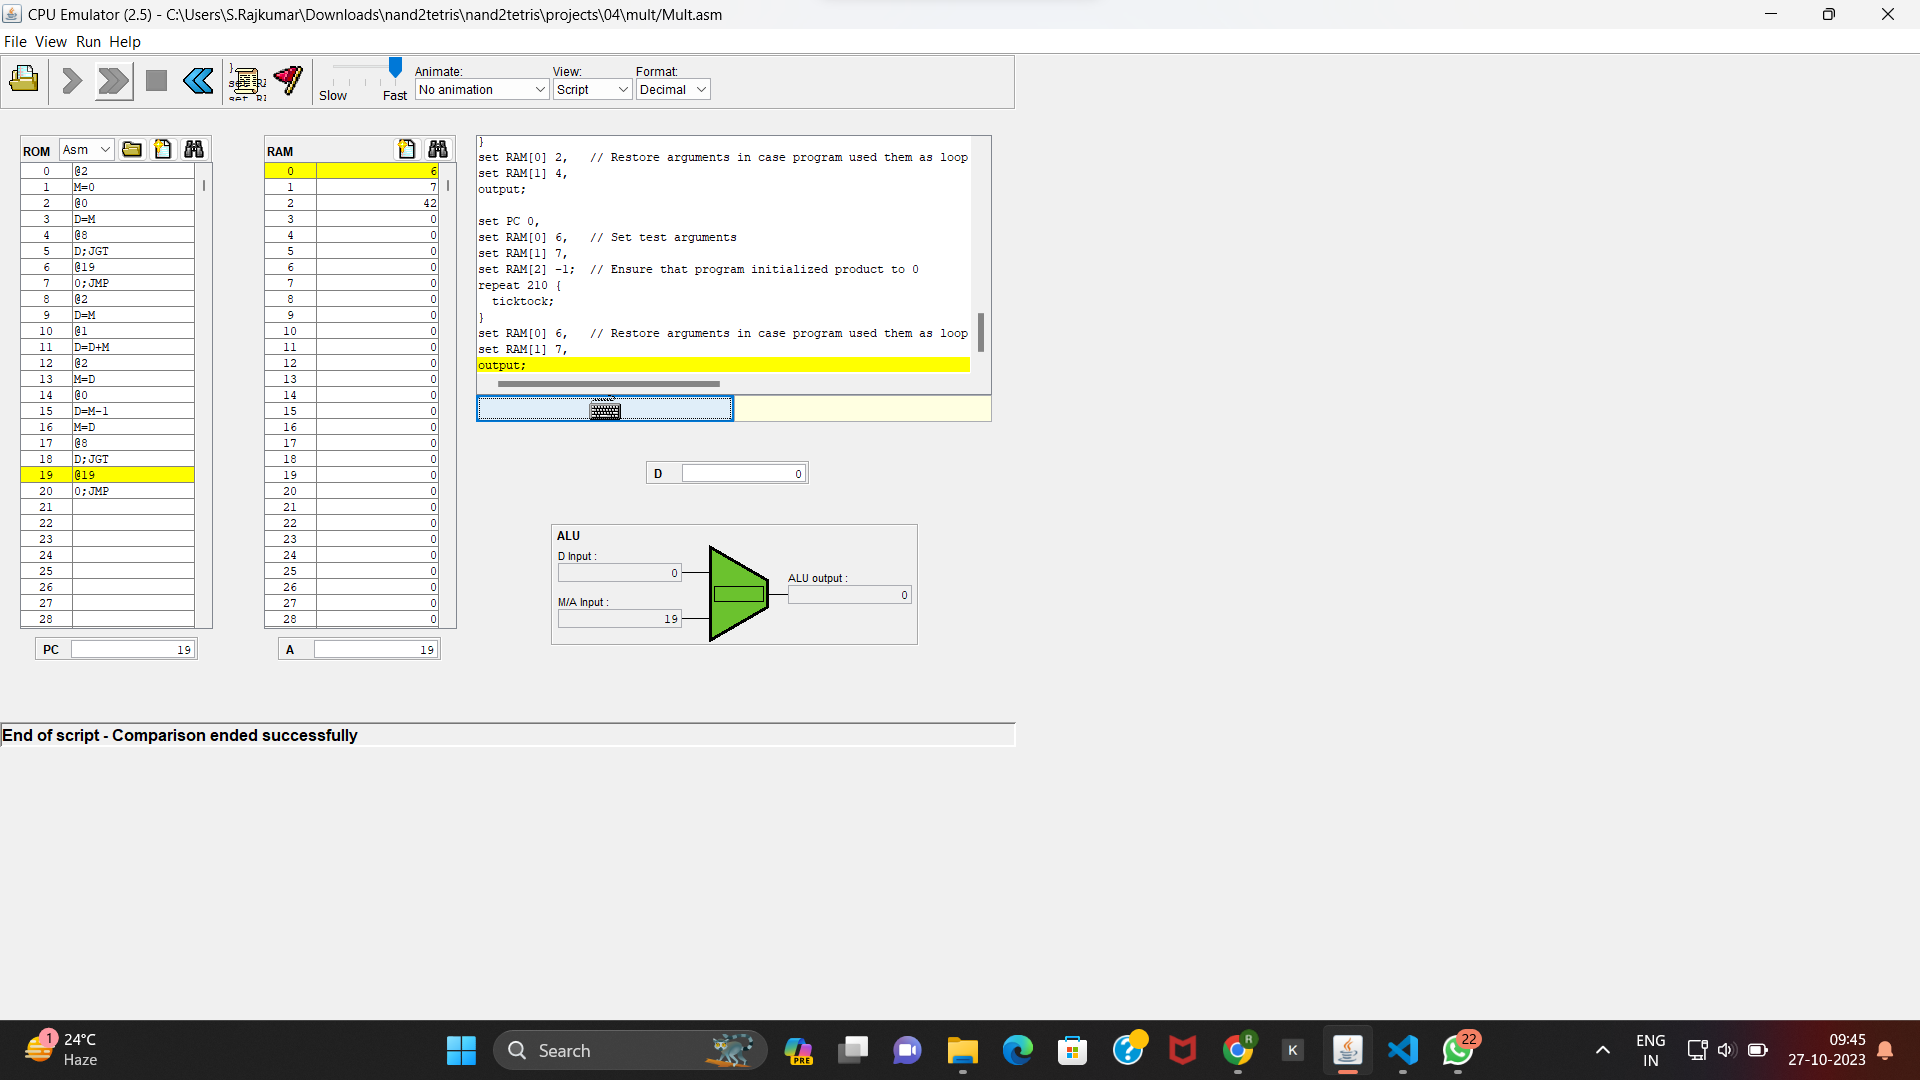 CPU Emulator (2.5) - C:\Users\S.Rajkumar\Downloads\nand2tetris\nand2tetris\projects\04\mult/Mult.asm
File View Run Help
Slow Fast
Animate:
No animation
View:
Script
Format:
Decimal
ROM Asm
0 @2
1 M=0
2 @0
3 D=M
4 @8
5 D;JGT
6 @19
7 0;JMP
8 @2
9 D=M
10 @1
11 D=D+M
12 @2
13 M=D
14 @0
15 D=M-1
16 M=D
17 @8
18 D;JGT
19 @19
20 0;JMP
21
22
23
24
25
26
27
28
PC 19
RAM
0 6
1 7
2 42
3 0
4 0
5 0
6 0
7 0
8 0
9 0
10 0
11 0
12 0
13 0
14 0
15 0
16 0
17 0
18 0
19 0
20 0
21 0
22 0
23 0
24 0
25 0
26 0
27 0
28 0
A 19
}
set RAM[0] 2, // Restore arguments in case program used them as loop
set RAM[1] 4,
output;
set PC 0,
set RAM[0] 6, // Set test arguments
set RAM[1] 7,
set RAM[2] -1; // Ensure that program initialized product to 0
repeat 210 {
ticktock;
}
set RAM[0] 6, // Restore arguments in case program used them as loop
set RAM[1] 7,
output;
D 0
ALU
D Input :
0
M/A Input :
19
ALU output :
0
End of script - Comparison ended successfully
1
24°C
Haze
Search
PRE
R
K
22
ENG
IN
09:45
27-10-2023